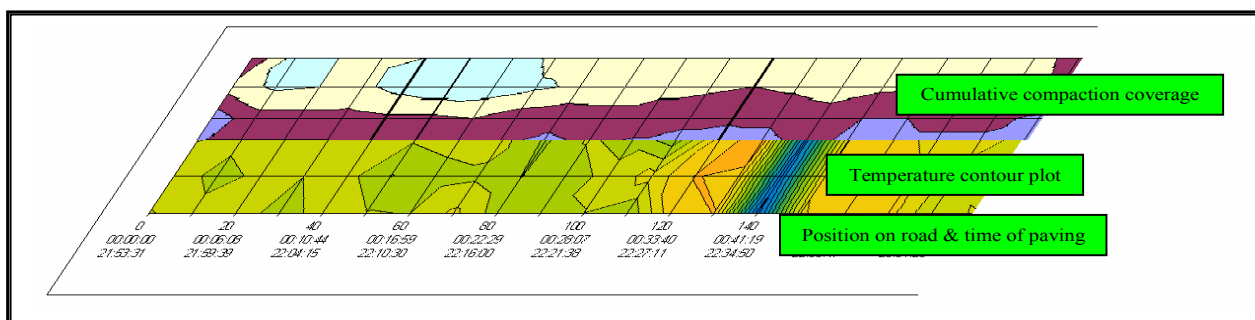 Cumulative compaction coverage
Temperature contour plot
Position on road & time of paving
0 20 40 60 80 100 120 140
00:00:00 00:06:08 00:10:44 00:16:59 00:22:29 00:28:07 00:33:40 00:41:19
21:53:31 21:59:39 22:04:15 22:10:30 22:16:00 22:21:38 22:27:11 22:34:50